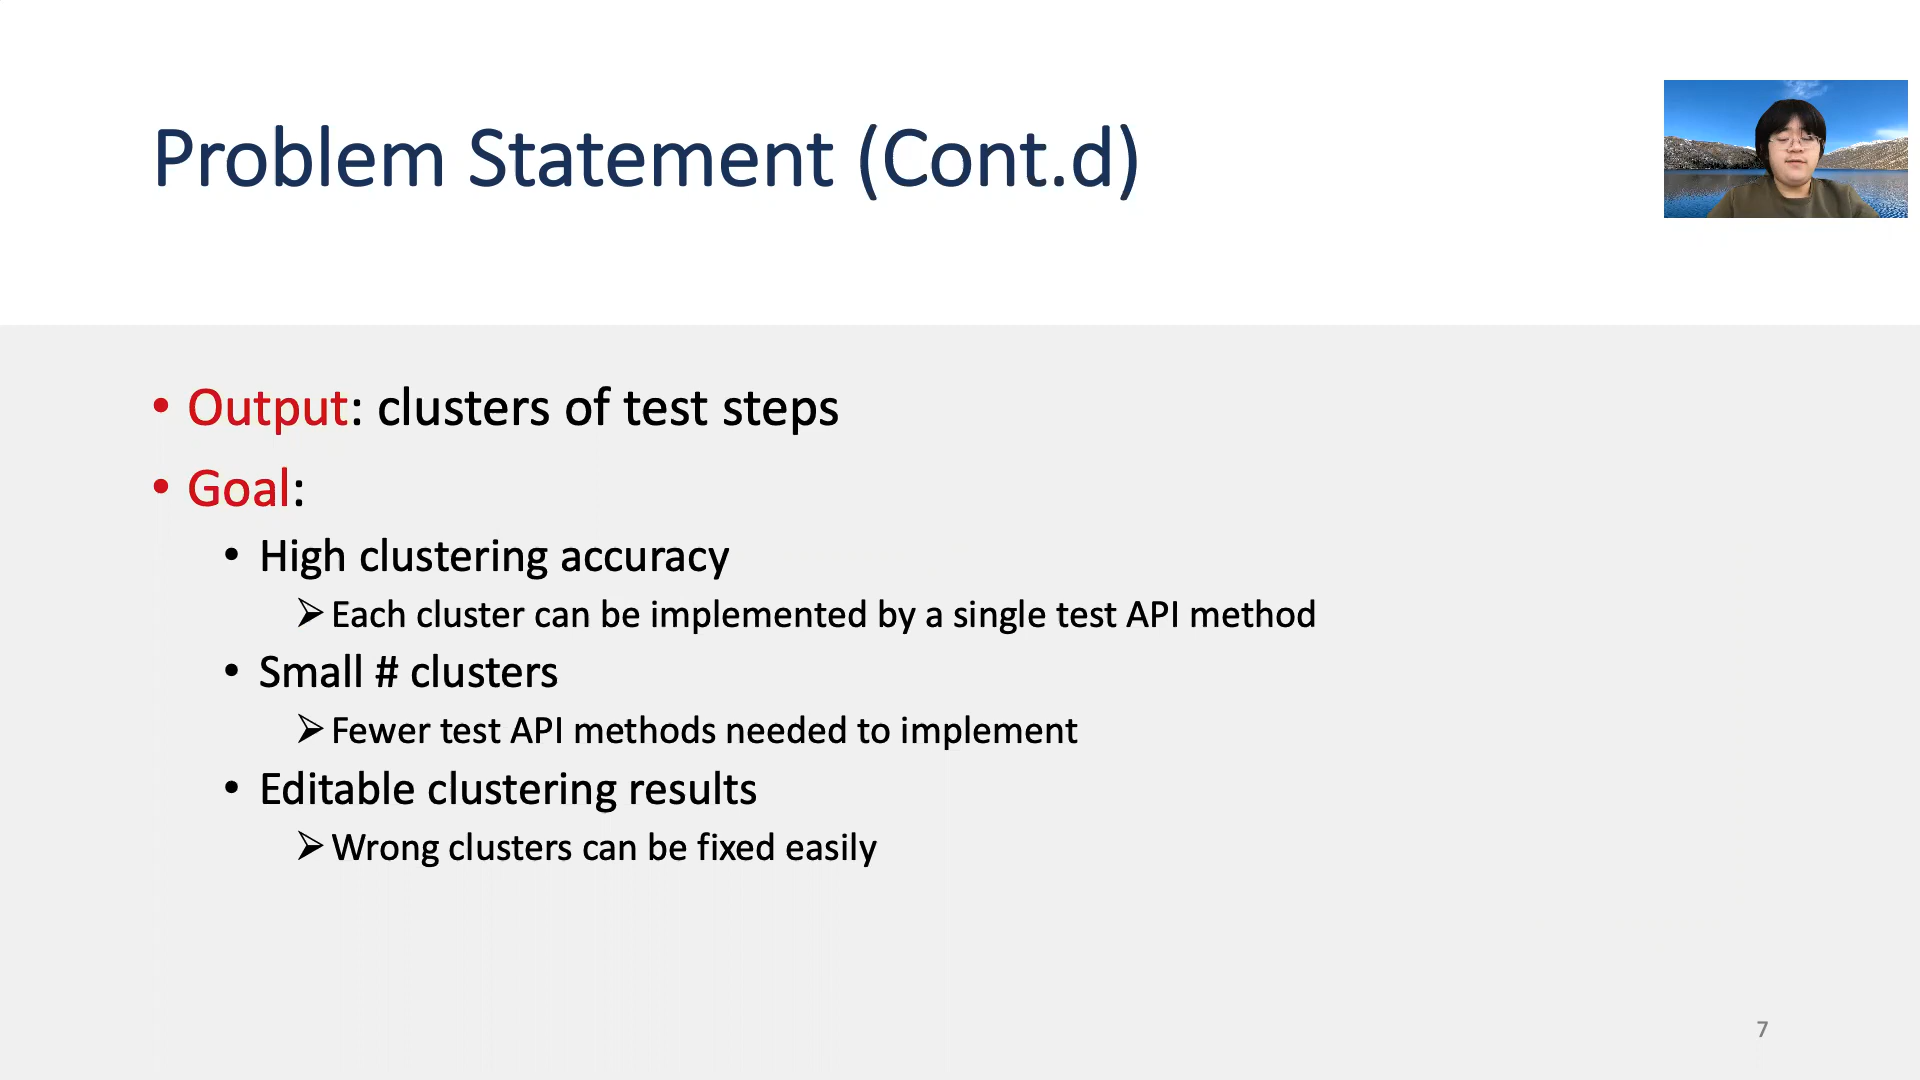 Problem Statement (Cont.d)
• Output: clusters of test steps
• Goal:
• High clustering accuracy
➢ Each cluster can be implemented by a single test API method
• Small # clusters
➢ Fewer test API methods needed to implement
• Editable clustering results
➢ Wrong clusters can be fixed easily
7